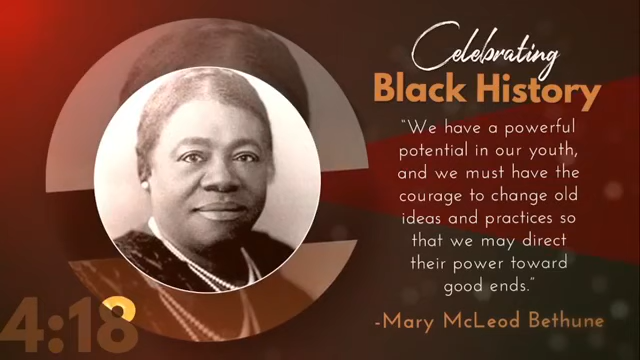 Celebrating
Black History
“We have a powerful
potential in our youth,
and we must have the
courage to change old
ideas and practices so
that we may direct
their power toward
good ends.”
-Mary McLeod Bethune
4:18